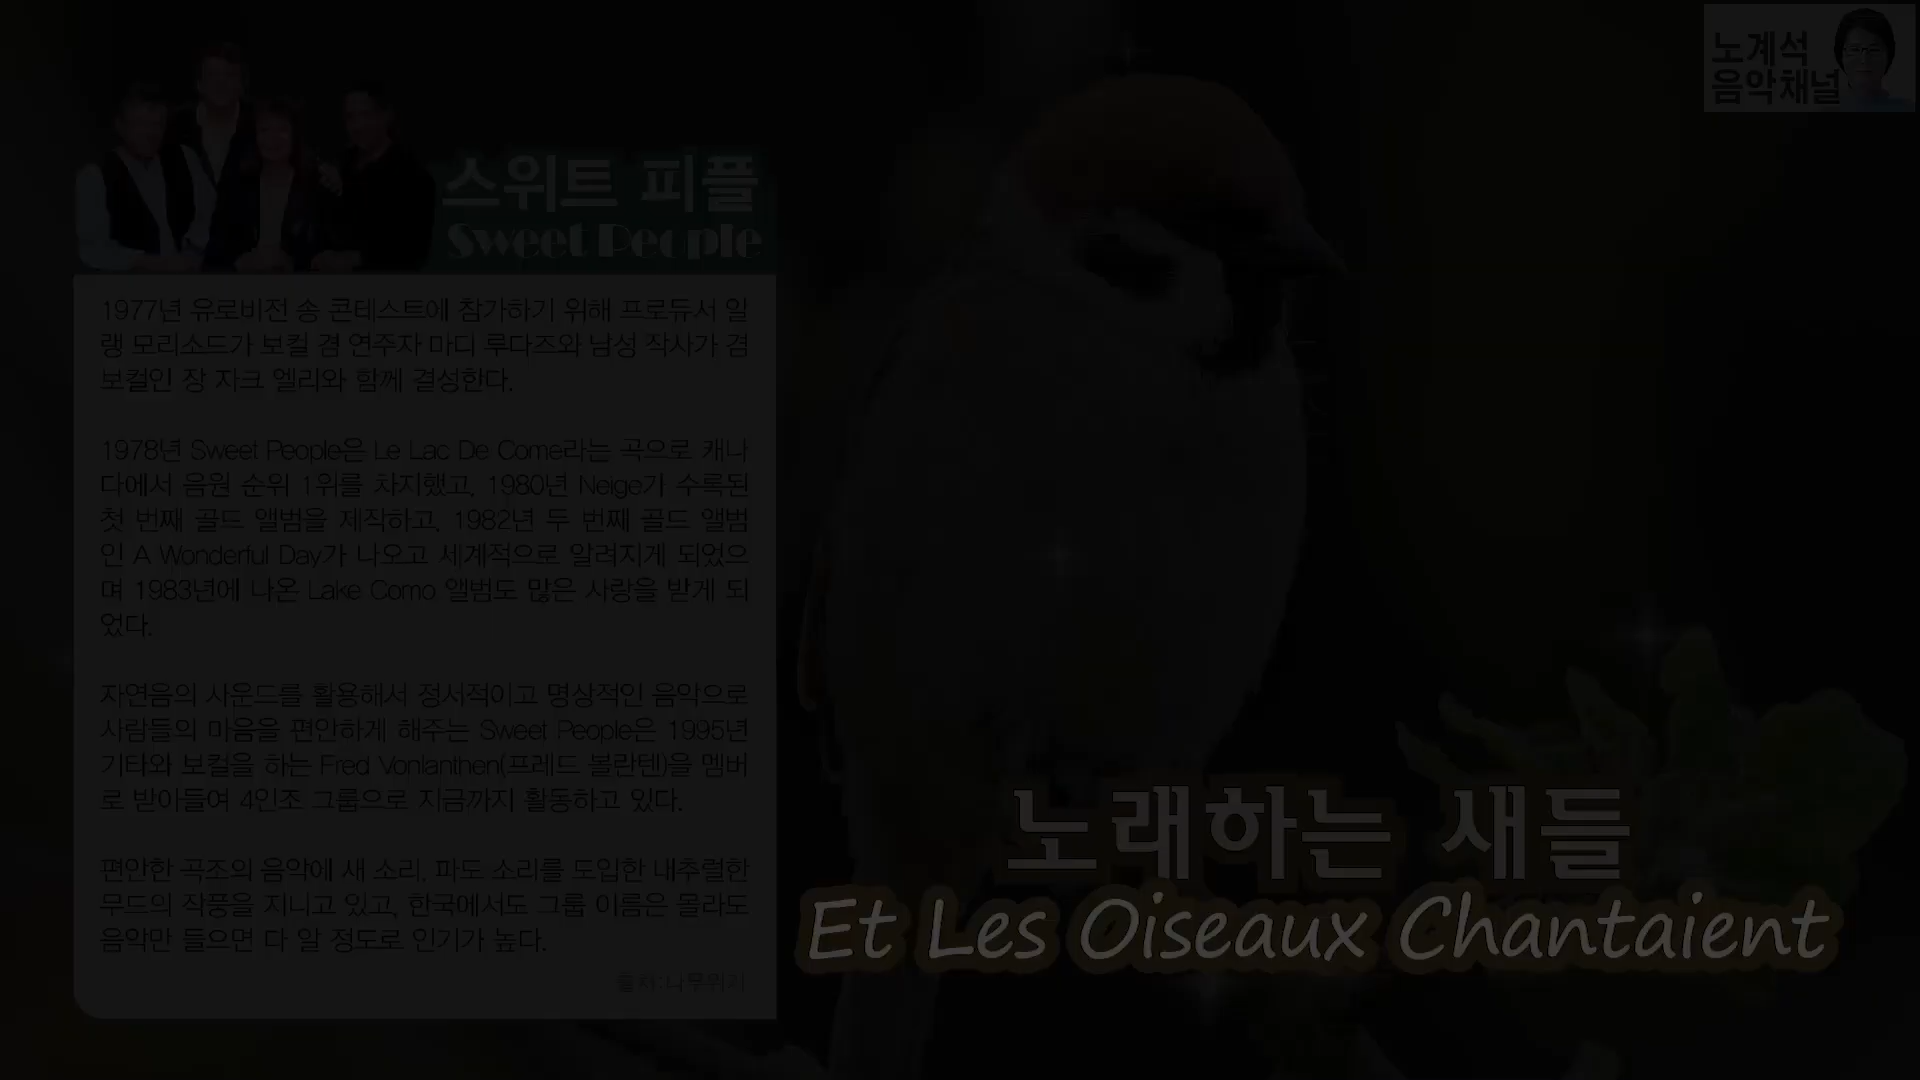 노계석
음악채널
스위트 피플
Sweet People
1977년 유로비전 송 콘테스트에 참가하기 위해 프로듀서 알
랭 모리소드가 보컬 겸 연주자 마디 루다즈와 남성 작사가 겸
보컬인 장 자크 엘리와 함께 결성한다.
1978년 Sweet People은 Le Lac De Come라는 곡으로 캐나
다에서 음원 순위 1위를 차지했고, 1980년 Neige가 수록된
첫 번째 골드 앨범을 제작하고, 1982년 두 번째 골드 앨범
인 A Wonderful Day가 나오고 세계적으로 알려지게 되었으
며 1983년에 나온 Lake Como 앨범도 많은 사랑을 받게 되
었다.
자연음의 사운드를 활용해서 정서적이고 명상적인 음악으로
사람들의 마음을 편안하게 해주는 Sweet People은 1995년
기타와 보컬을 하는 Fred Vonlanthen(프레드 볼란텐)을 멤버
로 받아들여 4인조 그룹으로 지금까지 활동하고 있다.
편안한 곡조의 음악에 새 소리, 파도 소리를 도입한 내추럴한
무드의 작풍을 지니고 있고, 한국에서도 그룹 이름은 몰라도
음악만 들으면 다 알 정도로 인기가 높다.
출처:나무위키
노래하는 새들
Et Les Oiseaux Chantaient